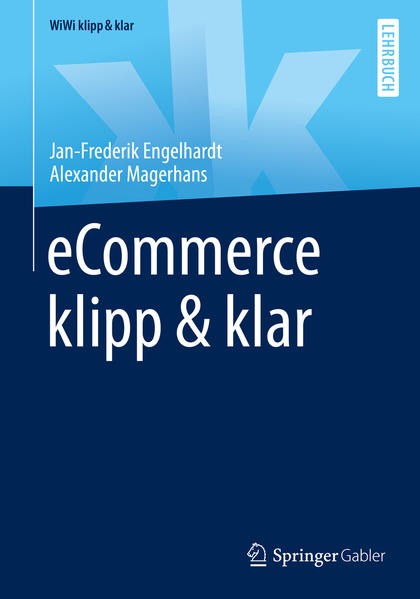 WiWi klipp & klar
LEHRBUCH
Jan-Frederik Engelhardt
Alexander Magerhans
eCommerce
klipp & klar
Springer Gabler